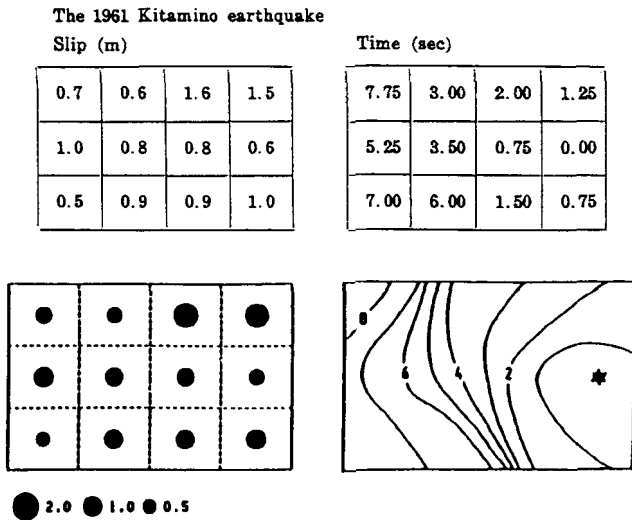 The 1961 Kitamino earthquake
Slip (m)
Time (sec)
0.7 0.6 1.6 1.5
7.75 3.00 2.00 1.25
1.0 0.8 0.8 0.6
5.25 3.50 0.75 0.00
0.5 0.9 0.9 1.0
7.00 6.00 1.50 0.75
8
6 4 2
2.0 1.0 0.5